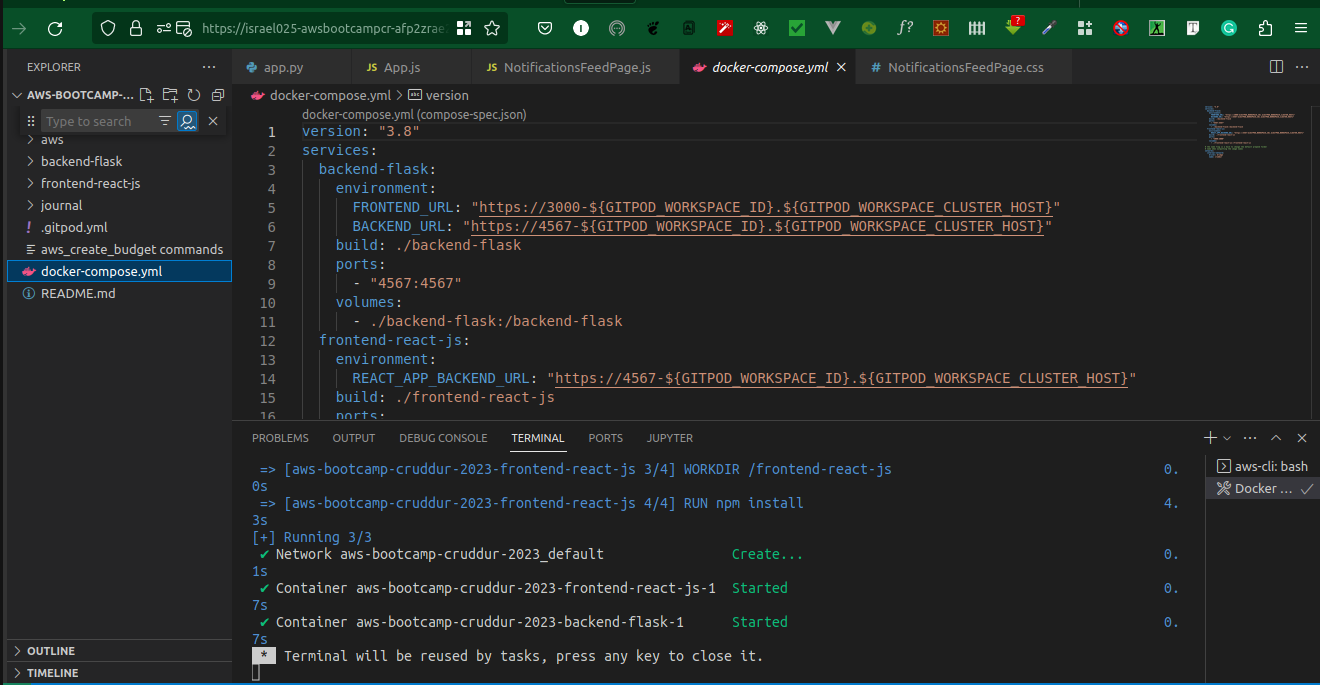 https://israel025-awsbootcampcr-afp2zrae
?
EXPLORER
app.py
App.js
NotificationsFeedPage.js
docker-compose.yml
NotificationsFeedPage.css
AWS-BOOTCAMP-...
Type to search
aws
backend-flask
frontend-react-js
journal
.gitpod.yml
aws_create_budget commands
docker-compose.yml
README.md
OUTLINE
TIMELINE
docker-compose.yml > version
docker-compose.yml (compose-spec.json)
1 version: "3.8"
2 services:
3 backend-flask:
4 environment:
5 FRONTEND_URL: "https://3000-${GITPOD_WORKSPACE_ID}.${GITPOD_WORKSPACE_CLUSTER_HOST}"
6 BACKEND_URL: "https://4567-${GITPOD_WORKSPACE_ID}.${GITPOD_WORKSPACE_CLUSTER_HOST}"
7 build: ./backend-flask
8 ports:
9 - "4567:4567"
10 volumes:
11 - ./backend-flask:/backend-flask
12 frontend-react-js:
13 environment:
14 REACT_APP_BACKEND_URL: "https://4567-${GITPOD_WORKSPACE_ID}.${GITPOD_WORKSPACE_CLUSTER_HOST}"
15 build: ./frontend-react-js
16 ports:
PROBLEMS OUTPUT DEBUG CONSOLE TERMINAL PORTS JUPYTER
=> [aws-bootcamp-cruddur-2023-frontend-react-js 3/4] WORKDIR /frontend-react-js 0.
0s
=> [aws-bootcamp-cruddur-2023-frontend-react-js 4/4] RUN npm install 4.
3s
[+] Running 3/3
✔ Network aws-bootcamp-cruddur-2023_default Create... 0.
1s
✔ Container aws-bootcamp-cruddur-2023-frontend-react-js-1 Started 0.
7s
✔ Container aws-bootcamp-cruddur-2023-backend-flask-1 Started 0.
7s
* Terminal will be reused by tasks, press any key to close it.
aws-cli: bash
Docker ...